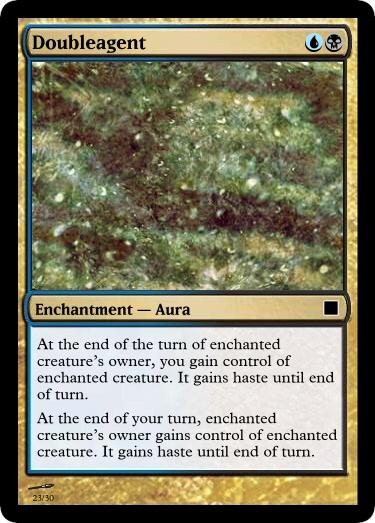 Doubleagent
Enchantment — Aura
At the end of the turn of enchanted
creature's owner, you gain control of
enchanted creature. It gains haste until end
of turn.
At the end of your turn, enchanted
creature's owner gains control of enchanted
creature. It gains haste until end of turn.
23/30